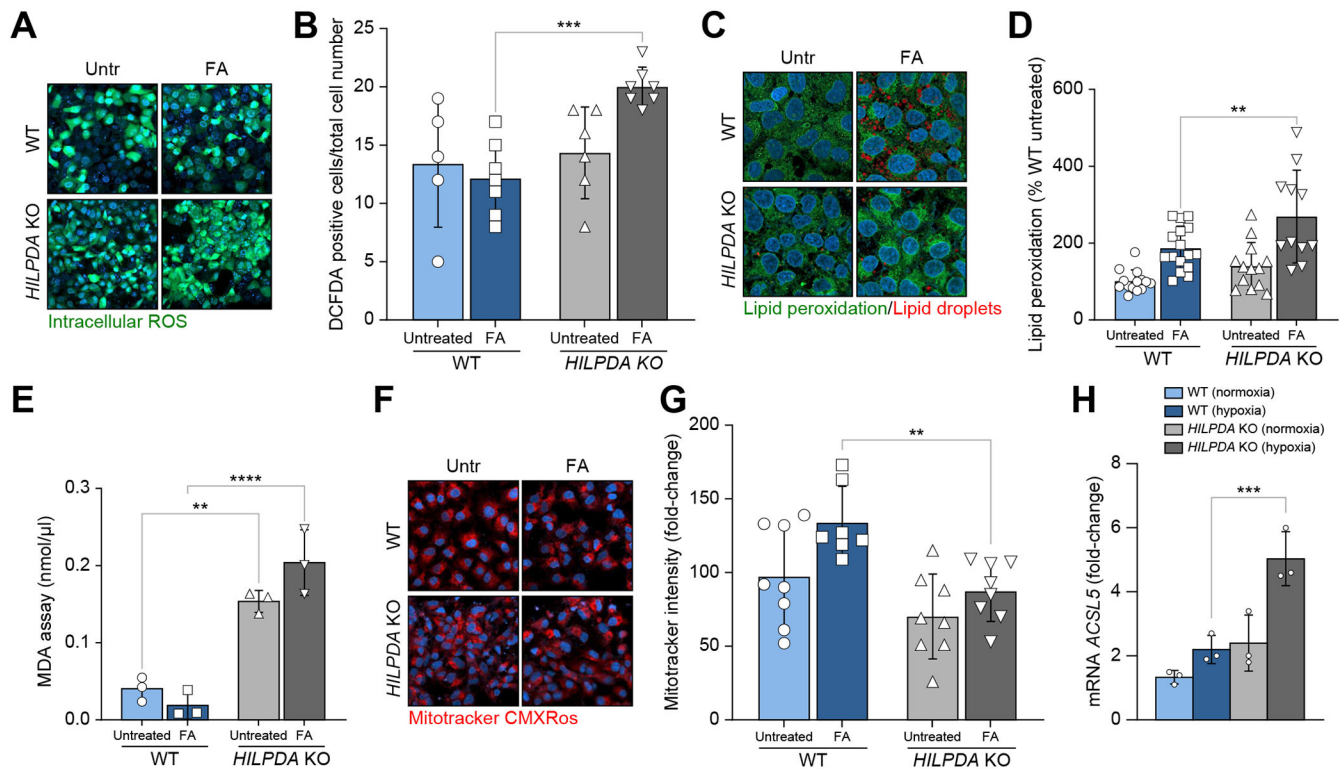 A
Untr
FA
WT
HILPDA KO
Intracellular ROS
B
DCFDA positive cells/total cell number
25
20
15
10
5
0
***
Untreated
FA
Untreated
FA
WT
HILPDA KO
C
Untr
FA
WT
HILPDA KO
Lipid peroxidation/Lipid droplets
D
Lipid peroxidation (% WT untreated)
600
400
200
0
**
Untreated
FA
Untreated
FA
WT
HILPDA KO
E
MDA assay (nmol/µl)
0.3
0.2
0.1
0.0
**
****
Untreated
FA
Untreated
FA
WT
HILPDA KO
F
Untr
FA
WT
HILPDA KO
Mitotracker CMXRos
G
Mitotracker intensity (fold-change)
200
150
100
50
0
**
Untreated
FA
Untreated
FA
WT
HILPDA KO
H
WT (normoxia)
WT (hypoxia)
HILPDA KO (normoxia)
HILPDA KO (hypoxia)
mRNA ACSL5 (fold-change)
8
6
4
2
0
***